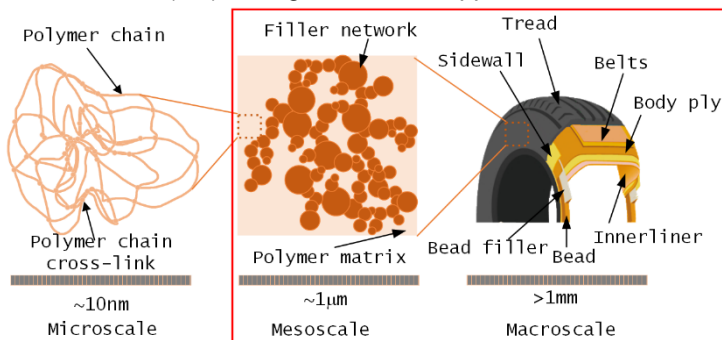 Polymer chain
Polymer chain
cross-link
~10nm
Microscale
Filler network
Polymer matrix
~1μm
Mesoscale
Tread
Sidewall
Belts
Body ply
Innerliner
Bead filler
Bead
>1mm
Macroscale